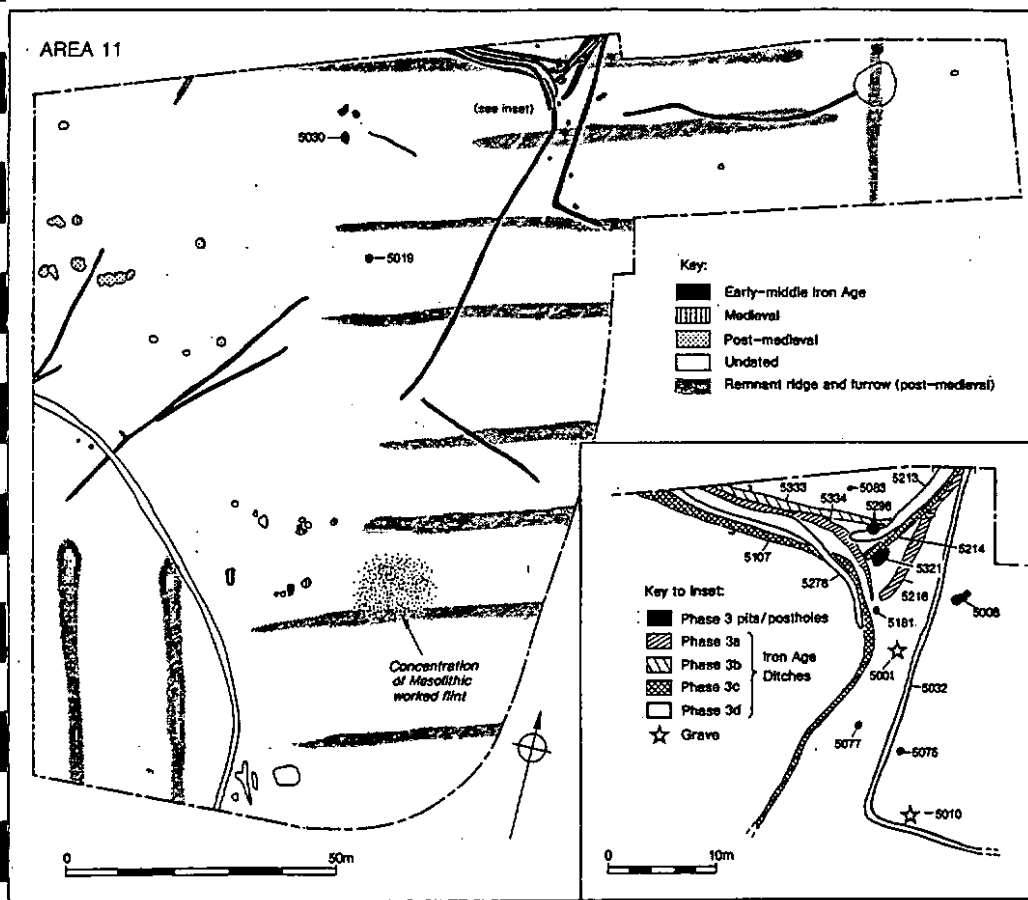 AREA 11
(see inset)
5030
5019
Key:
Early-middle Iron Age
Medieval
Post-medieval
Undated
Remnant ridge and furrow (post-medieval)
Concentration
of Mesolithic
worked flint
0 50m
5333
5083
5213
5334
5296
5107
5276
5214
5321
5216
5181
5008
5001
5032
5077
5075
5010
Key to Inset:
Phase 3 pits/postholes
Phase 3a
Phase 3b
Phase 3c
Phase 3d
Iron Age
Ditches
Grave
0 10m